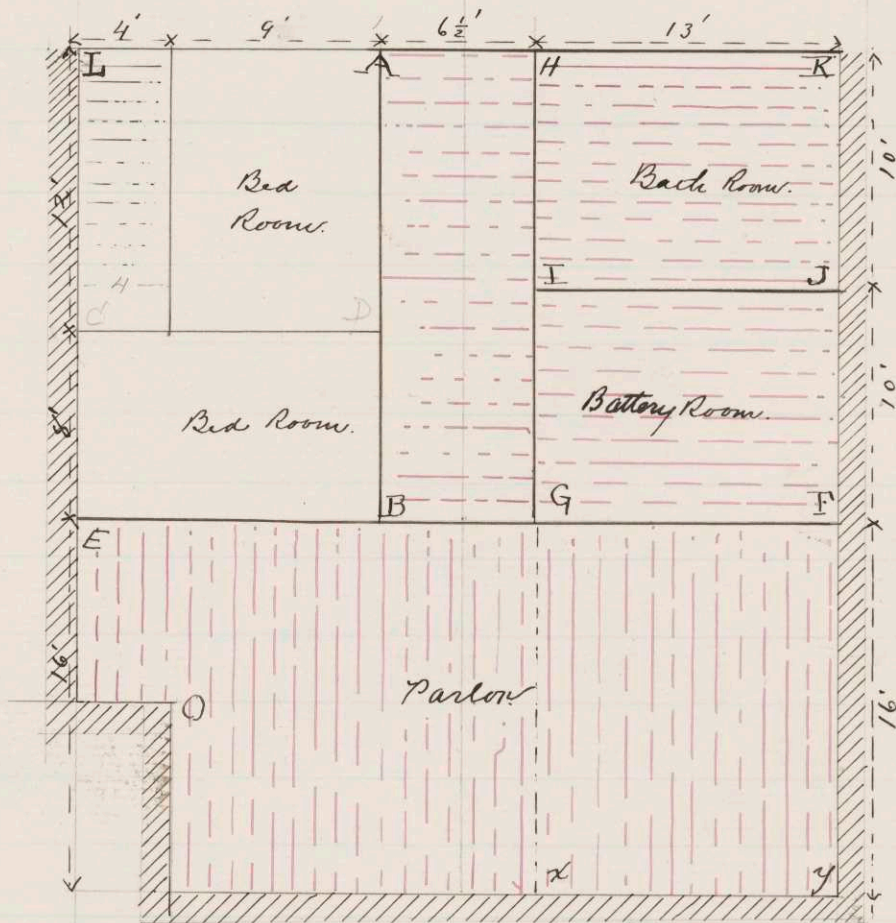 4' 9' 6½' 13'
L A H K
12' 10'
Bed
Room.
Bath Room.
4
C D I J
8' 10'
Bed Room. Battery Room.
B G F
E
16' 16'
Parlor
O
X Y